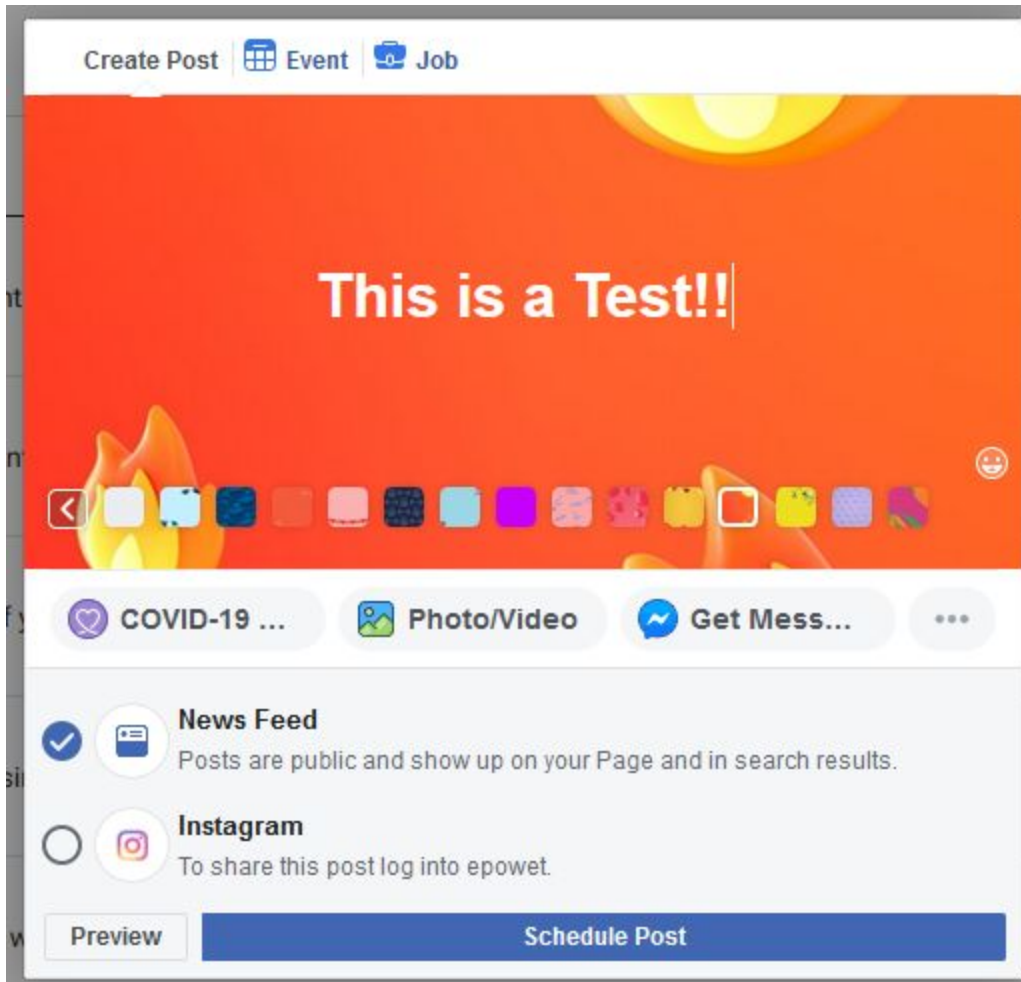 Create Post Event Job
This is a Test!!
COVID-19 ... Photo/Video Get Mess...
News Feed
Posts are public and show up on your Page and in search results.
Instagram
To share this post log into epowet.
Preview Schedule Post